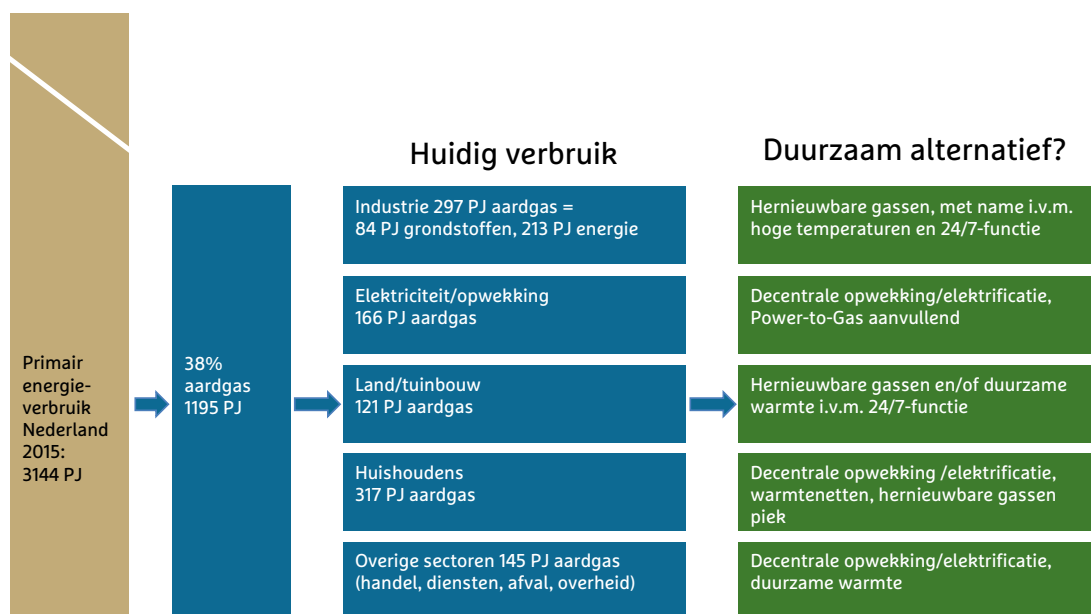 Huidig verbruik
Duurzaam alternatief?
Primair
energie-
verbruik
Nederland
2015:
3144 PJ
38%
aardgas
1195 PJ
Industrie 297 PJ aardgas =
84 PJ grondstoffen, 213 PJ energie
Hernieuwbare gassen, met name i.v.m.
hoge temperaturen en 24/7-functie
Elektriciteit/opwekking
166 PJ aardgas
Decentrale opwekking/elektrificatie,
Power-to-Gas aanvullend
Land/tuinbouw
121 PJ aardgas
Hernieuwbare gassen en/of duurzame
warmte i.v.m. 24/7-functie
Huishoudens
317 PJ aardgas
Decentrale opwekking /elektrificatie,
warmtenetten, hernieuwbare gassen
piek
Overige sectoren 145 PJ aardgas
(handel, diensten, afval, overheid)
Decentrale opwekking/elektrificatie,
duurzame warmte